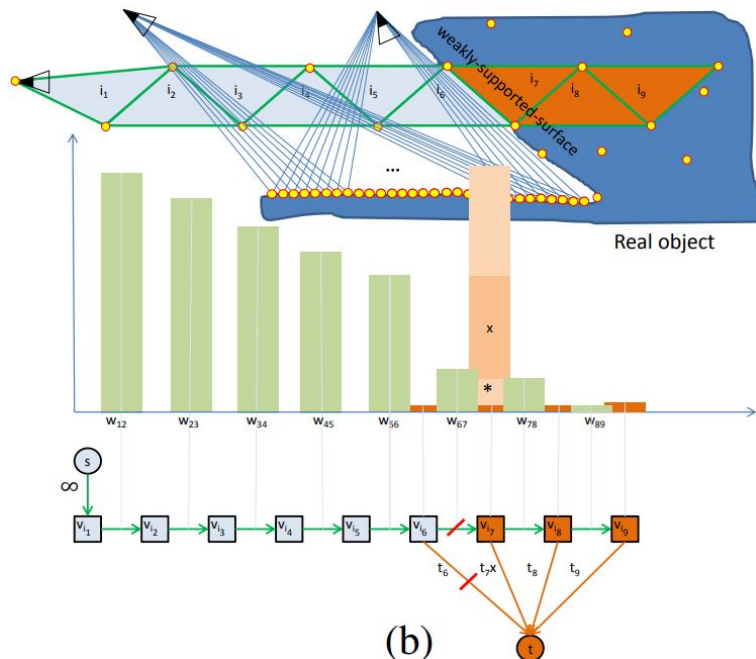 weakly-supported-surface
i₁
i₂
i₃
i₄
i₅
i₆
i₇
i₈
i₉
...
Real object
x
*
w₁₂
w₂₃
w₃₄
w₄₅
w₅₆
w₆₇
w₇₈
w₈₉
s
∞
vᵢ₁
vᵢ₂
vᵢ₃
vᵢ₄
vᵢ₅
vᵢ₆
vᵢ₇
vᵢ₈
vᵢ₉
t₆
t₇x
t₈
t₉
(b)
t